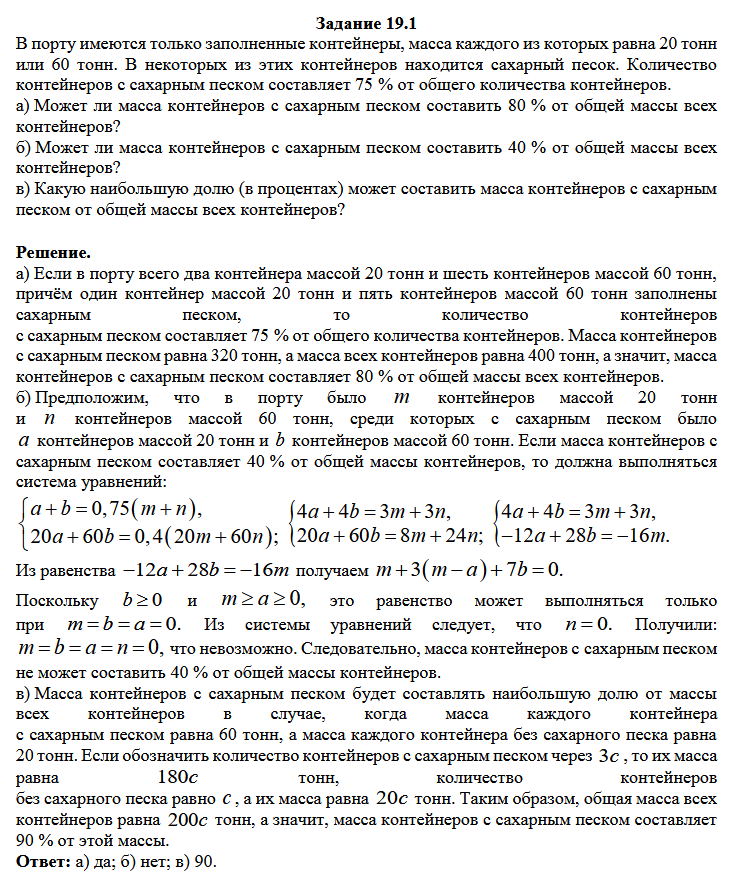 Задание 19.1
В порту имеются только заполненные контейнеры, масса каждого из которых равна 20 тонн
или 60 тонн. В некоторых из этих контейнеров находится сахарный песок. Количество
контейнеров с сахарным песком составляет 75 % от общего количества контейнеров.
а) Может ли масса контейнеров с сахарным песком составить 80 % от общей массы всех
контейнеров?
б) Может ли масса контейнеров с сахарным песком составить 40 % от общей массы всех
контейнеров?
в) Какую наибольшую долю (в процентах) может составить масса контейнеров с сахарным
песком от общей массы всех контейнеров?
Решение.
а) Если в порту всего два контейнера массой 20 тонн и шесть контейнеров массой 60 тонн,
причём один контейнер массой 20 тонн и пять контейнеров массой 60 тонн заполнены
сахарным песком, то количество контейнеров
с сахарным песком составляет 75 % от общего количества контейнеров. Масса контейнеров
с сахарным песком равна 320 тонн, а масса всех контейнеров равна 400 тонн, а значит, масса
контейнеров с сахарным песком составляет 80 % от общей массы всех контейнеров.
б) Предположим, что в порту было m контейнеров массой 20 тонн
и n контейнеров массой 60 тонн, среди которых с сахарным песком было
a контейнеров массой 20 тонн и b контейнеров массой 60 тонн. Если масса контейнеров с
сахарным песком составляет 40 % от общей массы контейнеров, то должна выполняться
система уравнений:
{a + b = 0,75(m + n), {4a + 4b = 3m + 3n, {4a + 4b = 3m + 3n,
20a + 60b = 0,4(20m + 60n); 20a + 60b = 8m + 24n; −12a + 28b = −16m.
Из равенства −12a + 28b = −16m получаем m + 3(m − a) + 7b = 0.
Поскольку b ≥ 0 и m ≥ a ≥ 0, это равенство может выполняться только
при m = b = a = 0. Из системы уравнений следует, что n = 0. Получили:
m = b = a = n = 0, что невозможно. Следовательно, масса контейнеров с сахарным песком
не может составить 40 % от общей массы контейнеров.
в) Масса контейнеров с сахарным песком будет составлять наибольшую долю от массы
всех контейнеров в случае, когда масса каждого контейнера
с сахарным песком равна 60 тонн, а масса каждого контейнера без сахарного песка равна
20 тонн. Если обозначить количество контейнеров с сахарным песком через 3c , то их масса
равна 180c тонн, количество контейнеров
без сахарного песка равно c , а их масса равна 20c тонн. Таким образом, общая масса всех
контейнеров равна 200c тонн, а значит, масса контейнеров с сахарным песком составляет
90 % от этой массы.
Ответ: а) да; б) нет; в) 90.